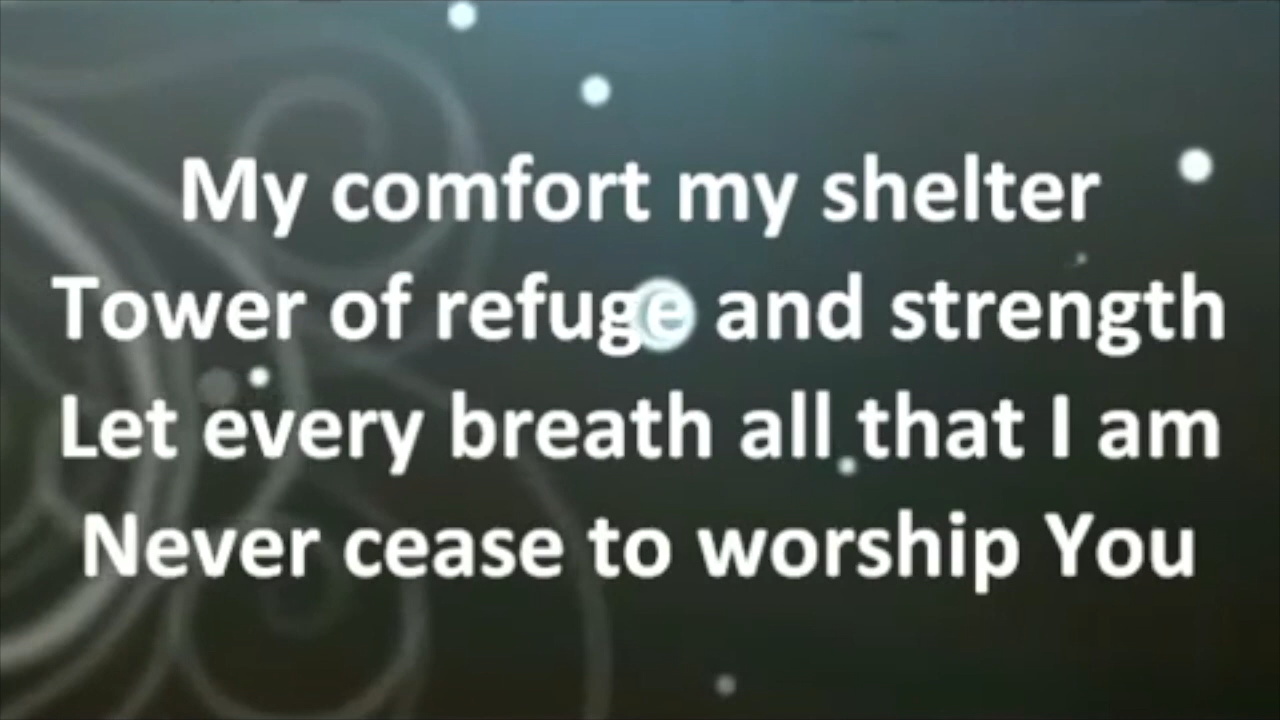 My comfort my shelter
Tower of refuge and strength
Let every breath all that I am
Never cease to worship You